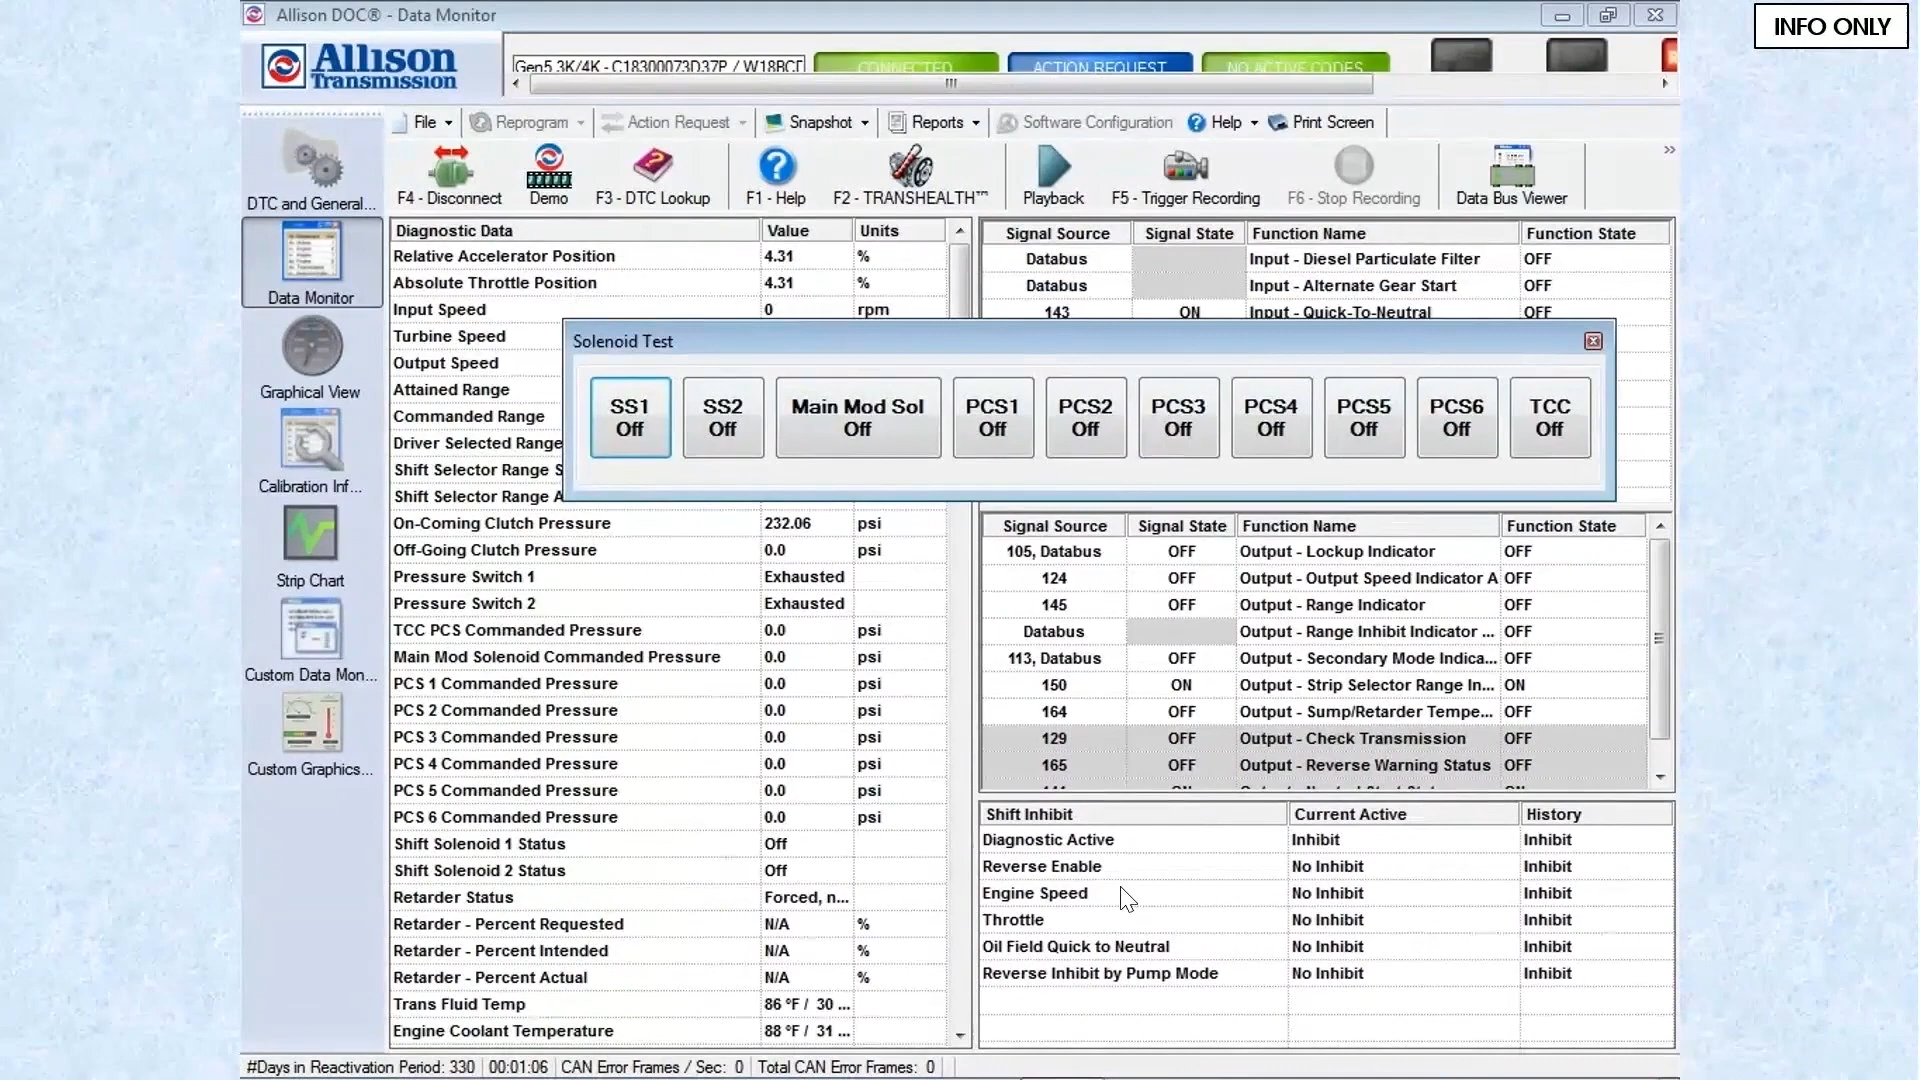 Allison DOC® - Data Monitor
INFO ONLY
Allison
Transmission
Gen5 3K/4K - C18300073D37P / W18BCD
CONNECTED
ACTION REQUEST
NO ACTIVE CODES
File
Reprogram
Action Request
Snapshot
Reports
Software Configuration
Help
Print Screen
F4 - Disconnect
Demo
F3 - DTC Lookup
F1 - Help
F2 - TRANSHEALTH™
Playback
F5 - Trigger Recording
F6 - Stop Recording
Data Bus Viewer
DTC and General...
Data Monitor
Graphical View
Calibration Inf...
Strip Chart
Custom Data Mon...
Custom Graphics...
Diagnostic Data Value Units
Relative Accelerator Position 4.31 %
Absolute Throttle Position 4.31 %
Input Speed 0 rpm
Turbine Speed
Output Speed
Attained Range
Commanded Range
Driver Selected Range
Shift Selector Range S
Shift Selector Range A
On-Coming Clutch Pressure 232.06 psi
Off-Going Clutch Pressure 0.0 psi
Pressure Switch 1 Exhausted
Pressure Switch 2 Exhausted
TCC PCS Commanded Pressure 0.0 psi
Main Mod Solenoid Commanded Pressure 0.0 psi
PCS 1 Commanded Pressure 0.0 psi
PCS 2 Commanded Pressure 0.0 psi
PCS 3 Commanded Pressure 0.0 psi
PCS 4 Commanded Pressure 0.0 psi
PCS 5 Commanded Pressure 0.0 psi
PCS 6 Commanded Pressure 0.0 psi
Shift Solenoid 1 Status Off
Shift Solenoid 2 Status Off
Retarder Status Forced, n...
Retarder - Percent Requested N/A %
Retarder - Percent Intended N/A %
Retarder - Percent Actual N/A %
Trans Fluid Temp 86 °F / 30 ...
Engine Coolant Temperature 88 °F / 31 ...
Signal Source Signal State Function Name Function State
Databus Input - Diesel Particulate Filter OFF
Databus Input - Alternate Gear Start OFF
143 ON Input - Quick-To-Neutral OFF
Solenoid Test
SS1 Off
SS2 Off
Main Mod Sol Off
PCS1 Off
PCS2 Off
PCS3 Off
PCS4 Off
PCS5 Off
PCS6 Off
TCC Off
Signal Source Signal State Function Name Function State
105, Databus OFF Output - Lockup Indicator OFF
124 OFF Output - Output Speed Indicator A OFF
145 OFF Output - Range Indicator OFF
Databus Output - Range Inhibit Indicator ... OFF
113, Databus OFF Output - Secondary Mode Indica... OFF
150 ON Output - Strip Selector Range In... ON
164 OFF Output - Sump/Retarder Tempe... OFF
129 OFF Output - Check Transmission OFF
165 OFF Output - Reverse Warning Status OFF
Shift Inhibit Current Active History
Diagnostic Active Inhibit Inhibit
Reverse Enable No Inhibit Inhibit
Engine Speed No Inhibit Inhibit
Throttle No Inhibit Inhibit
Oil Field Quick to Neutral No Inhibit Inhibit
Reverse Inhibit by Pump Mode No Inhibit Inhibit
#Days in Reactivation Period: 330 00:01:06 CAN Error Frames / Sec: 0 Total CAN Error Frames: 0